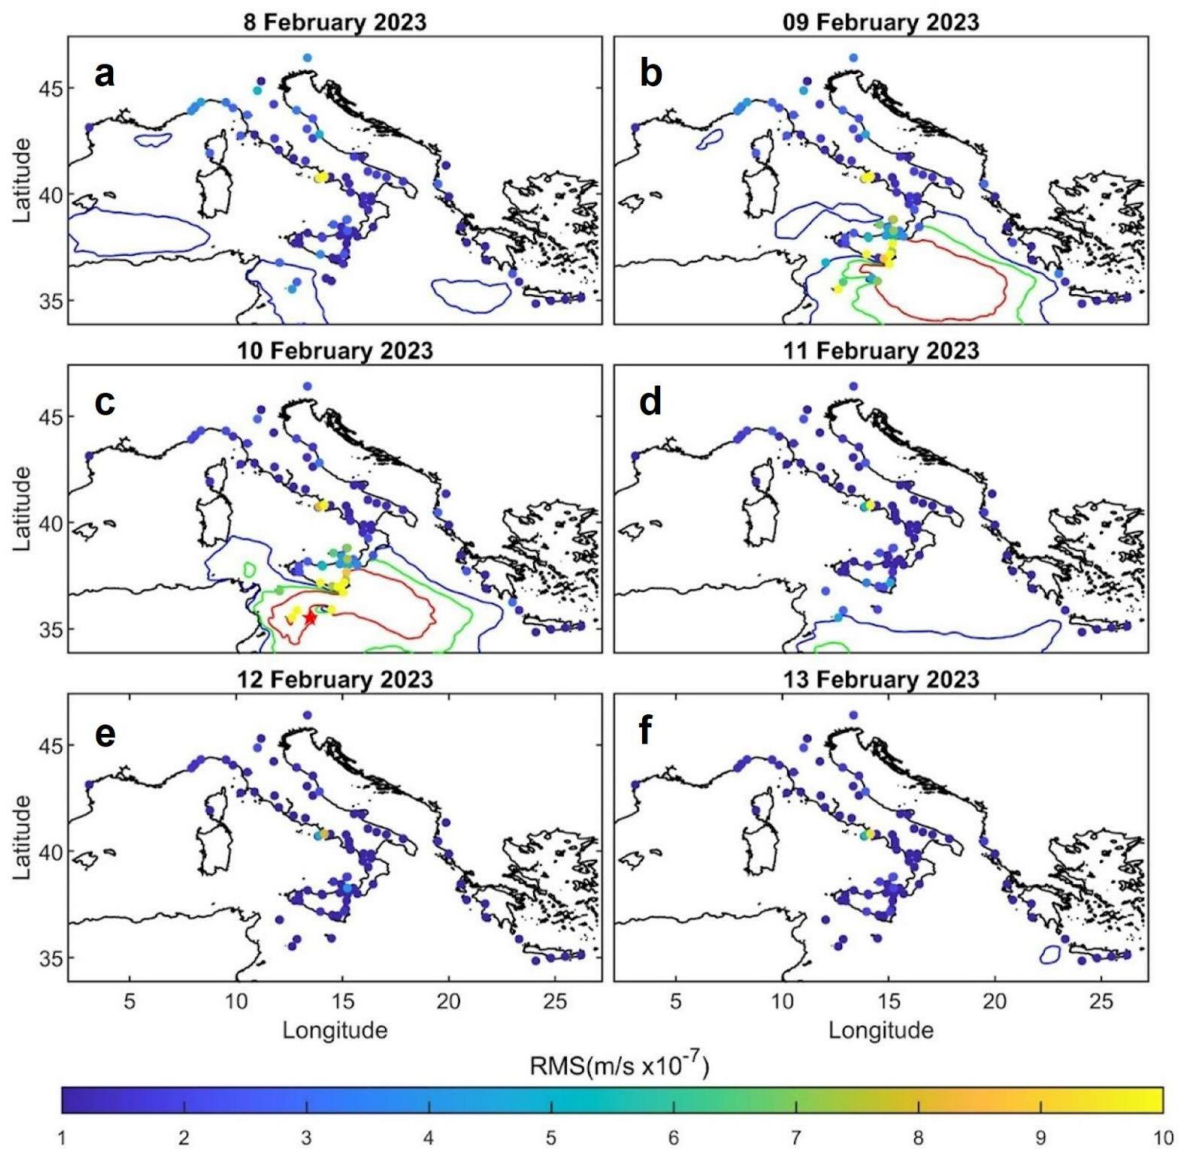 8 February 2023
09 February 2023
a
b
45
40
35
Latitude
10 February 2023
11 February 2023
c
d
45
40
35
Latitude
12 February 2023
13 February 2023
e
f
45
40
35
Latitude
5 10 15 20 25
5 10 15 20 25
Longitude
Longitude
RMS(m/s x10⁻⁷)
1 2 3 4 5 6 7 8 9 10